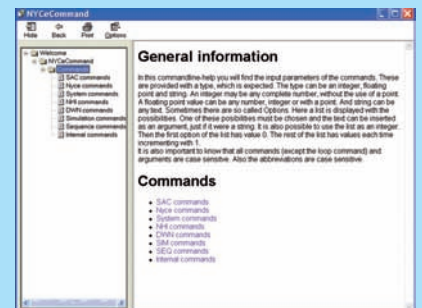 NYCeCommand
Hide Back Print Options
Welcome
NYCeCommand
Commands
SAC commands
Nyce commands
System commands
NHI commands
DWN commands
Simulation commands
Sequence commands
Internal commands
General information
In this commandline-help you will find the input parameters of the commands. These
are provided with a type, which is expected. The type can be an integer, floating
point and string. An integer may be any complete number, without the use of a point.
A floating point value can be any number, integer or with a point. And string can be
any text. Sometimes there are so called Options. Here a list is displayed with the
possibilities. One of these posibilities must be chosen and the text can be inserted
as an argument, just if it were a string. It is also possible to use the list as an integer.
Then the first option of the list has value 0. The rest of the list has values each time
incrementing with 1.
It is also important to know that all commands (except the loop command) and
arguments are case sensitive. Also the abbreviations are case sensitive.
Commands
• SAC commands
• Nyce commands
• System commands
• NHI commands
• DWN commands
• SIM commands
• SEQ commands
• Internal commands